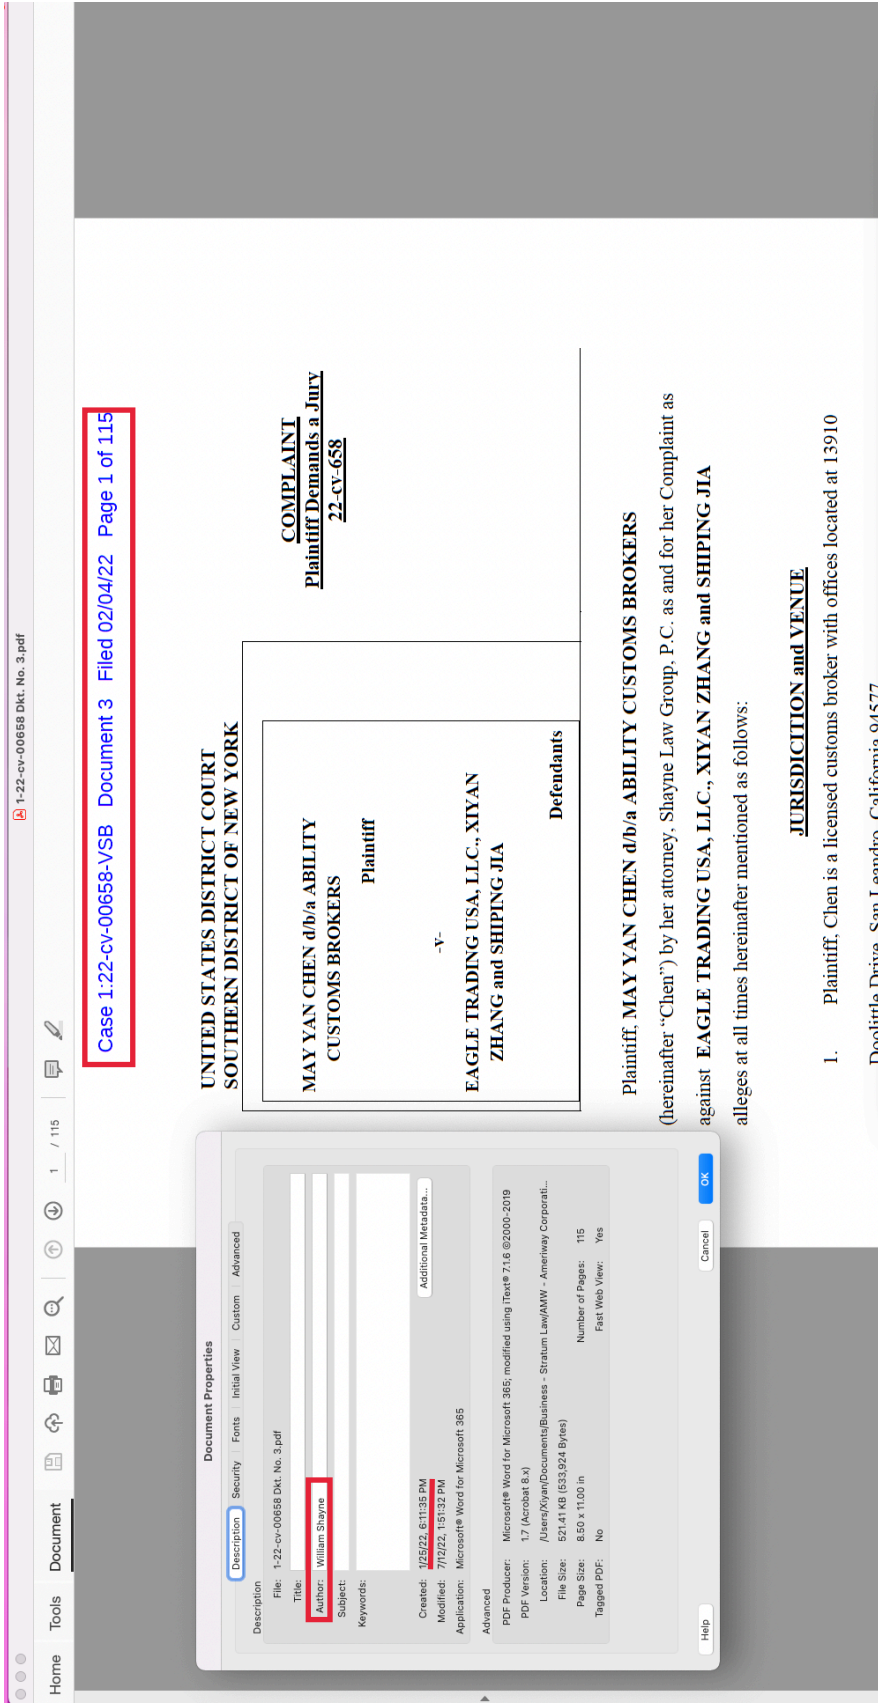 1-22-cv-00658 Dkt. No. 3.pdf
Home Tools Document
1 / 115
Case 1:22-cv-00658-VSB Document 3 Filed 02/04/22 Page 1 of 115
UNITED STATES DISTRICT COURT
SOUTHERN DISTRICT OF NEW YORK
MAY YAN CHEN d/b/a ABILITY
CUSTOMS BROKERS
Plaintiff
-v-
EAGLE TRADING USA, LLC., XIYAN
ZHANG and SHIPING JIA
Defendants
COMPLAINT
Plaintiff Demands a Jury
22-cv-658
Plaintiff, MAY YAN CHEN d/b/a ABILITY CUSTOMS BROKERS
(hereinafter “Chen”) by her attorney, Shayne Law Group, P.C. as and for her Complaint as
against EAGLE TRADING USA, LLC., XIYAN ZHANG and SHIPING JIA
alleges at all times hereinafter mentioned as follows:
JURISDICITION and VENUE
1. Plaintiff, Chen is a licensed customs broker with offices located at 13910
Doolittle Drive, San Leandro, California 94577
Document Properties
Description Security Fonts Initial View Custom Advanced
Description
File: 1-22-cv-00658 Dkt. No. 3.pdf
Title:
Author: William Shayne
Subject:
Keywords:
Created: 1/25/22, 6:11:35 PM
Modified: 7/12/22, 1:51:32 PM
Application: Microsoft® Word for Microsoft 365
Additional Metadata...
Advanced
PDF Producer: Microsoft® Word for Microsoft 365; modified using iText® 7.1.6 ©2000-2019
PDF Version: 1.7 (Acrobat 8.x)
Location: /Users/Xiyan/Documents/Business - Stratum Law/AMW - Ameriway Corporati...
File Size: 521.41 KB (533,924 Bytes)
Page Size: 8.50 x 11.00 in Number of Pages: 115
Tagged PDF: No Fast Web View: Yes
Help Cancel OK